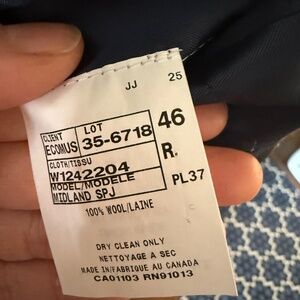 JJ 25
CLIENT LOT
ECOMUS 35-6718 46
CLOTH/TISSU R.
W1242204
MODEL/MODELE PL37
MIDLAND SPJ
100% WOOL/LAINE
DRY CLEAN ONLY
NETTOYAGE A SEC
MADE IN/FABRIQUE AU CANADA
CA01103 RN91013